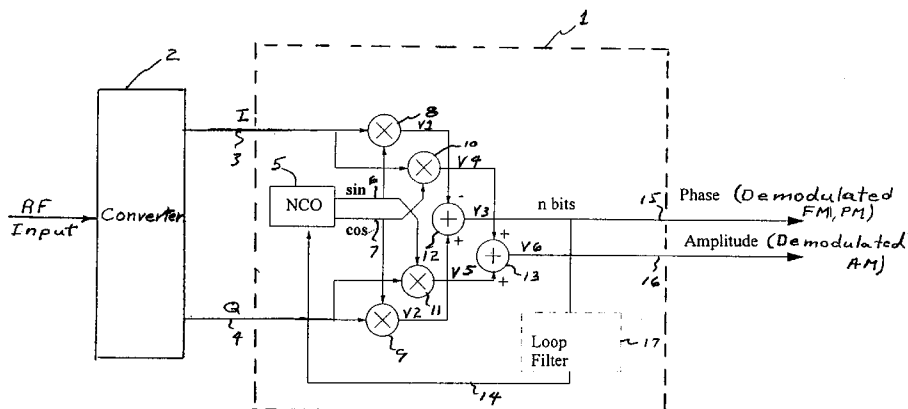 1
2
RF
Input
Converter
I
3
Q
4
5
NCO
sin
6
cos
7
8
V1
10
V4
-
V3
+
12
n bits
15
Phase (Demodulated
FM, PM)
Amplitude (Demodulated
AM)
16
+
V6
13
+
V5
11
V2
9
Loop
Filter
17
14